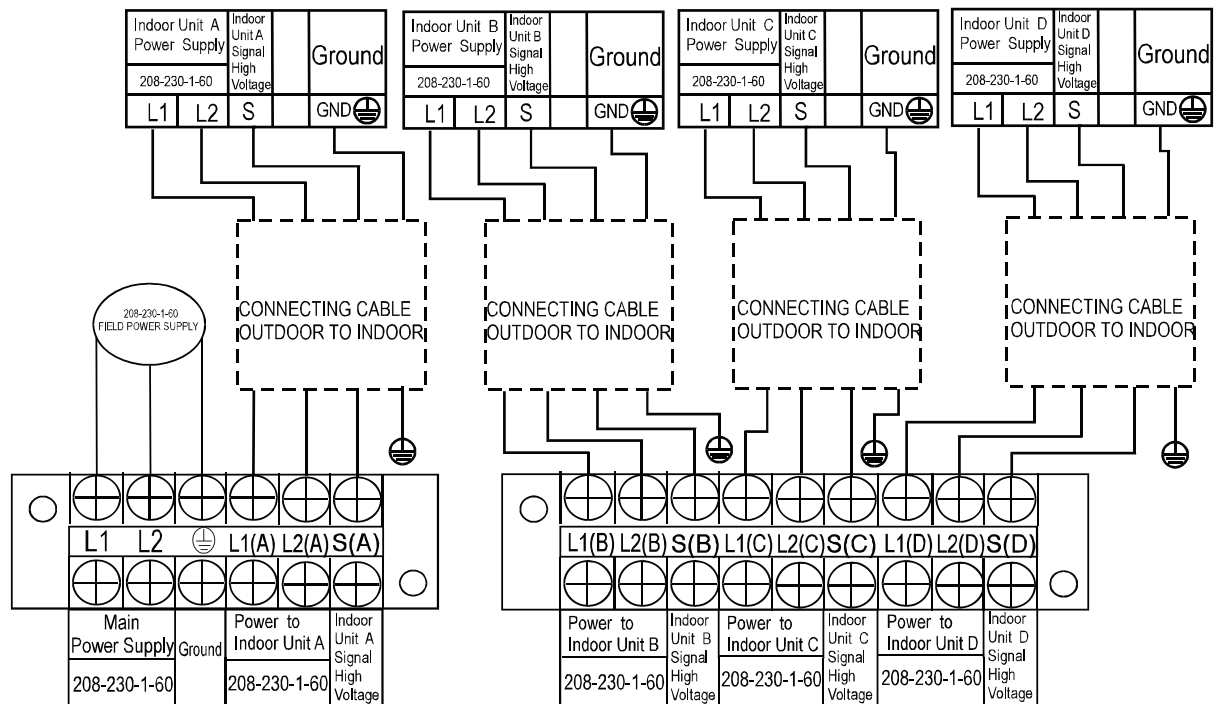 Indoor Unit A
Power Supply
208-230-1-60
Indoor
Unit A
Signal
High
Voltage
Ground
L1 L2 S GND
Indoor Unit B
Power Supply
208-230-1-60
Indoor
Unit B
Signal
High
Voltage
Ground
L1 L2 S GND
Indoor Unit C
Power Supply
208-230-1-60
Indoor
Unit C
Signal
High
Voltage
Ground
L1 L2 S GND
Indoor Unit D
Power Supply
208-230-1-60
Indoor
Unit D
Signal
High
Voltage
Ground
L1 L2 S GND
208-230-1-60
FIELD POWER SUPPLY
CONNECTING CABLE
OUTDOOR TO INDOOR
CONNECTING CABLE
OUTDOOR TO INDOOR
CONNECTING CABLE
OUTDOOR TO INDOOR
CONNECTING CABLE
OUTDOOR TO INDOOR
L1 L2 L1(A) L2(A) S(A)
Main
Power Supply
208-230-1-60
Ground
Power to
Indoor Unit A
208-230-1-60
Indoor
Unit A
Signal
High
Voltage
L1(B) L2(B) S(B) L1(C) L2(C) S(C) L1(D) L2(D) S(D)
Power to
Indoor Unit B
208-230-1-60
Indoor
Unit B
Signal
High
Voltage
Power to
Indoor Unit C
208-230-1-60
Indoor
Unit C
Signal
High
Voltage
Power to
Indoor Unit D
208-230-1-60
Indoor
Unit D
Signal
High
Voltage